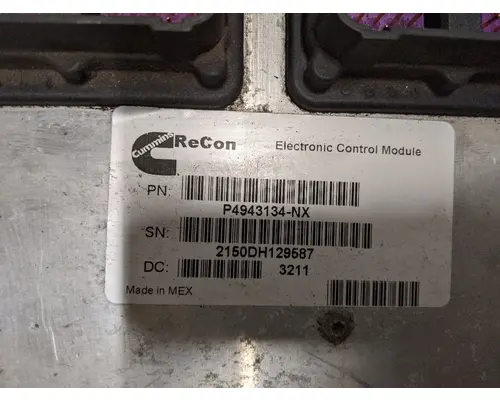 Cummins ReCon Electronic Control Module
PN
P4943134-NX
SN:
2150DH129587
DC: 3211
Made in MEX